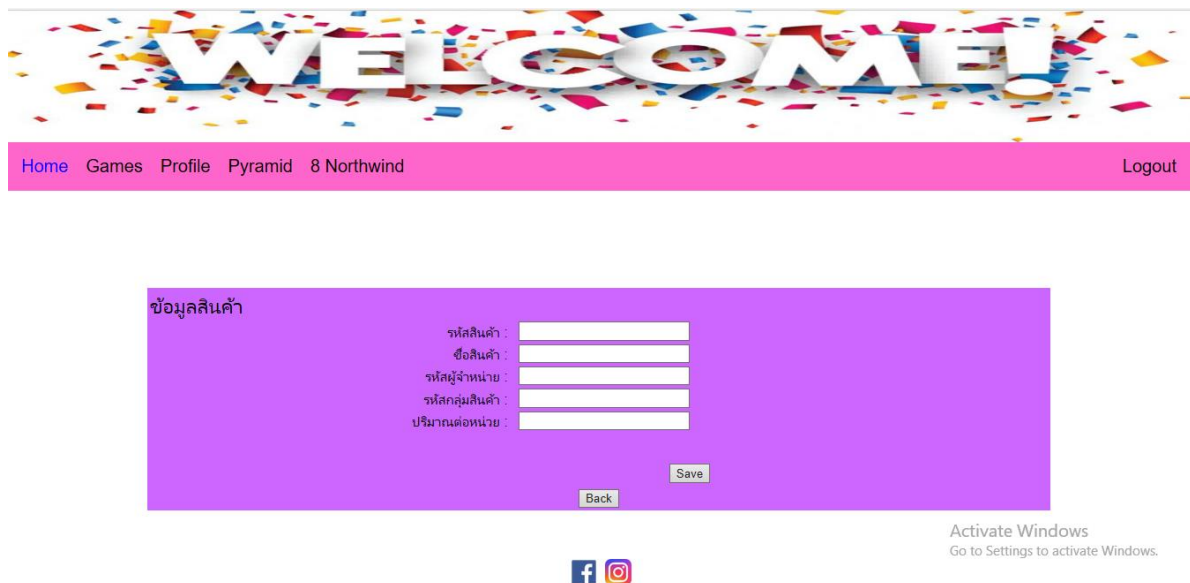 WELCOME!
Home Games Profile Pyramid 8 Northwind Logout
ข้อมูลสินค้า
รหัสสินค้า :
ชื่อสินค้า :
รหัสผู้จำหน่าย :
รหัสกลุ่มสินค้า :
ปริมาณต่อหน่วย :
Save
Back
Activate Windows
Go to Settings to activate Windows.